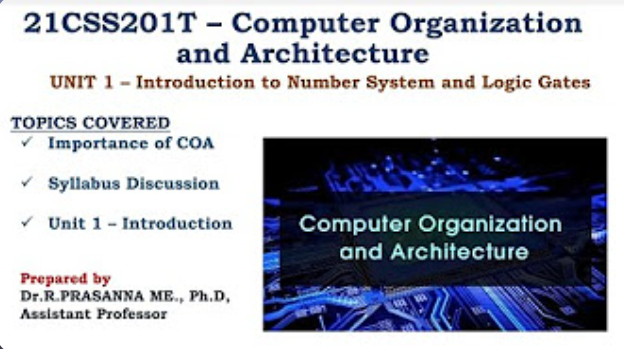 21CSS201T – Computer Organization
and Architecture
UNIT 1 – Introduction to Number System and Logic Gates
TOPICS COVERED
✓ Importance of COA
✓ Syllabus Discussion
✓ Unit 1 – Introduction
Prepared by
Dr.R.PRASANNA ME., Ph.D,
Assistant Professor
Computer Organization
and Architecture